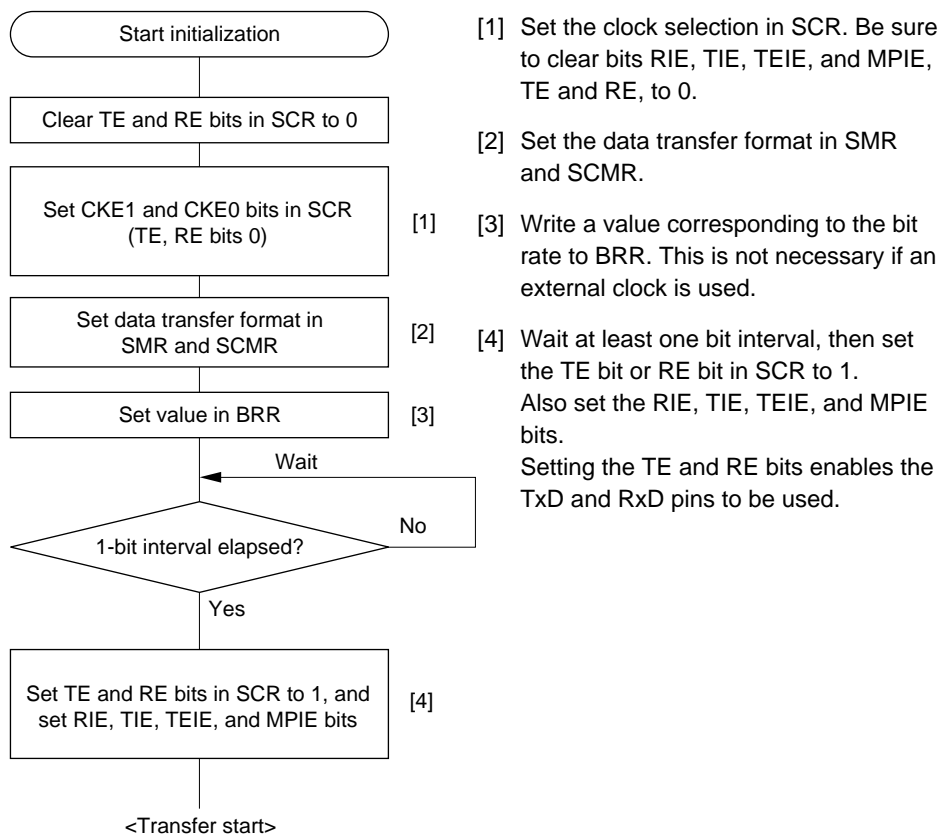 Start initialization
Clear TE and RE bits in SCR to 0
Set CKE1 and CKE0 bits in SCR
(TE, RE bits 0)
[1]
Set data transfer format in
SMR and SCMR
[2]
Set value in BRR
[3]
Wait
1-bit interval elapsed?
No
Yes
Set TE and RE bits in SCR to 1, and
set RIE, TIE, TEIE, and MPIE bits
[4]
<Transfer start>
[1] Set the clock selection in SCR. Be sure
to clear bits RIE, TIE, TEIE, and MPIE,
TE and RE, to 0.
[2] Set the data transfer format in SMR
and SCMR.
[3] Write a value corresponding to the bit
rate to BRR. This is not necessary if an
external clock is used.
[4] Wait at least one bit interval, then set
the TE bit or RE bit in SCR to 1.
Also set the RIE, TIE, TEIE, and MPIE
bits.
Setting the TE and RE bits enables the
TxD and RxD pins to be used.